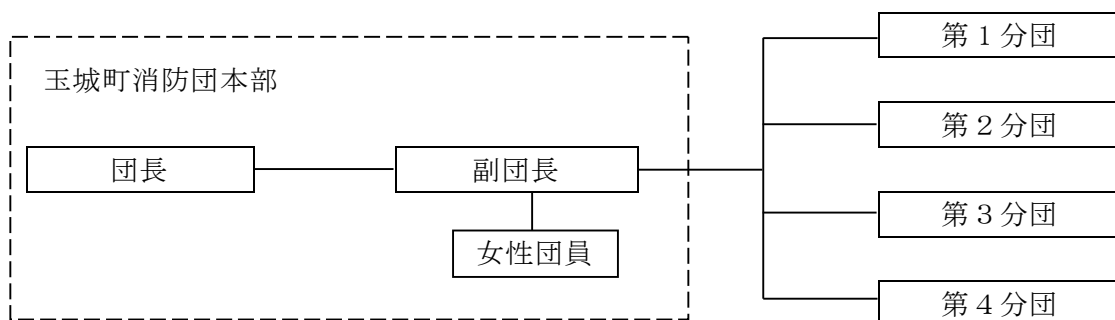 玉城町消防団本部
団長
副団長
女性団員
第１分団
第２分団
第３分団
第４分団